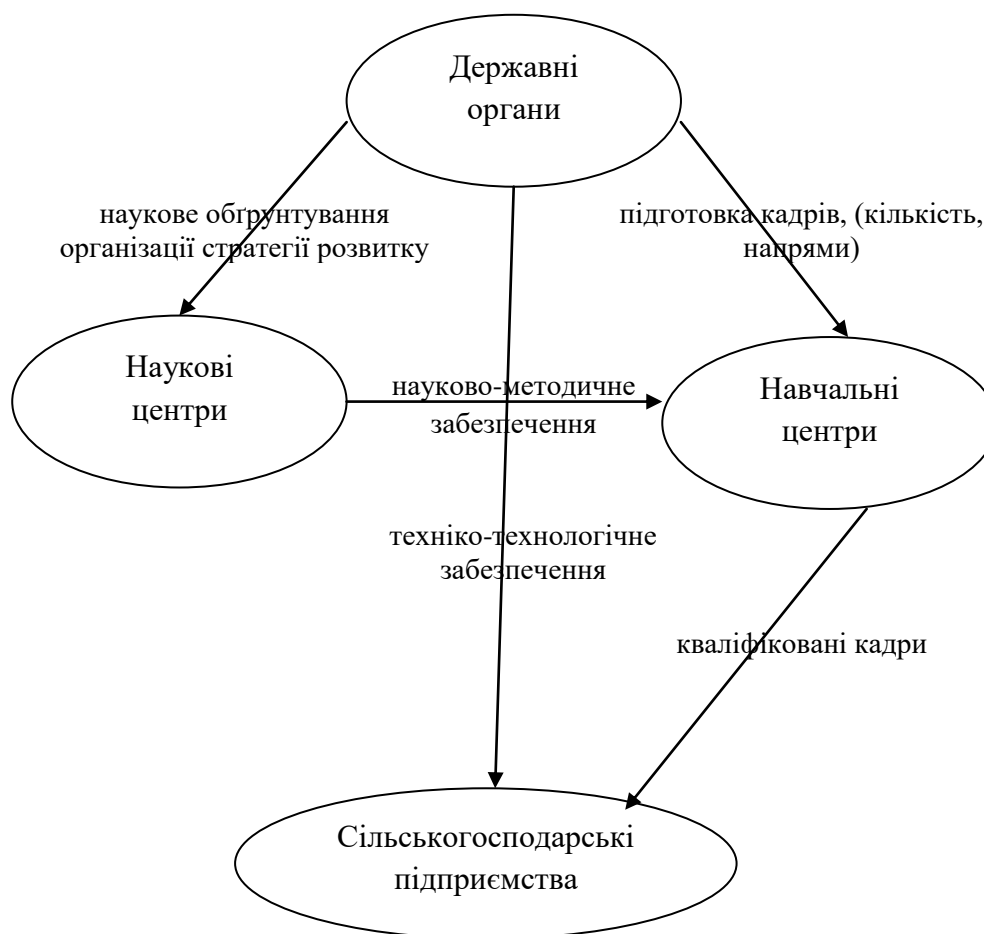 Державні
органи
наукове обґрунтування
організації стратегії розвитку
підготовка кадрів, (кількість,
напрями)
Наукові
центри
науково-методичне
забезпечення
Навчальні
центри
техніко-технологічне
забезпечення
кваліфіковані кадри
Сільськогосподарські
підприємства